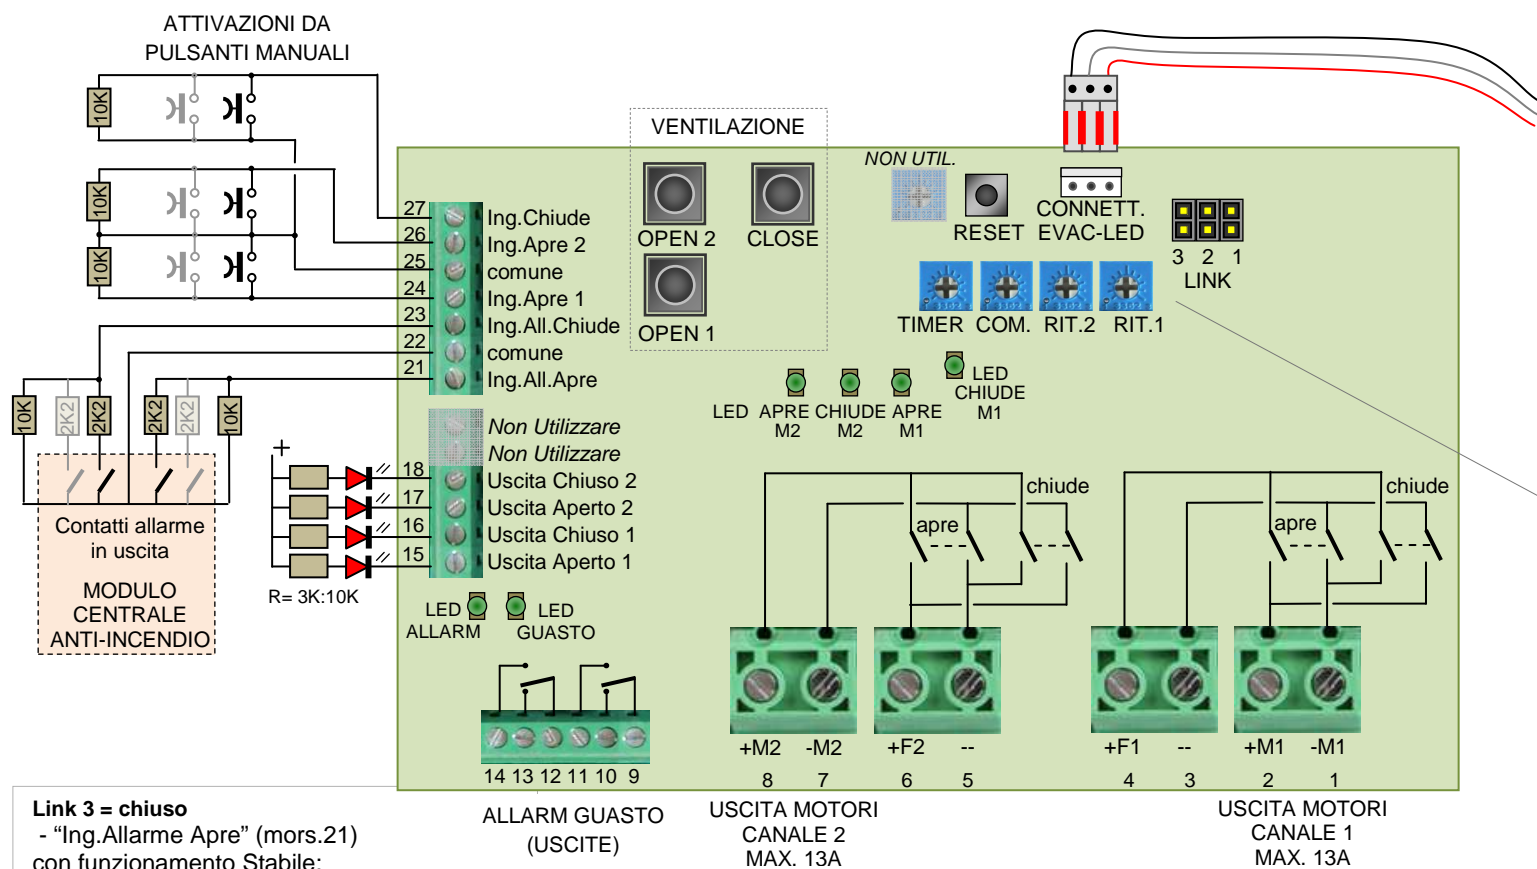 ATTIVAZIONI DA
PULSANTI MANUALI
10K
10K
10K
VENTILAZIONE
OPEN 2
CLOSE
OPEN 1
NON UTIL.
RESET
CONNETT.
EVAC-LED
3 2 1
LINK
TIMER COM. RIT.2 RIT.1
27 Ing.Chiude
26 Ing.Apre 2
25 comune
24 Ing.Apre 1
23 Ing.All.Chiude
22 comune
21 Ing.All.Apre
Non Utilizzare
Non Utilizzare
18 Uscita Chiuso 2
17 Uscita Aperto 2
16 Uscita Chiuso 1
15 Uscita Aperto 1
10K 2K2 2K2 2K2 2K2 10K
+
R= 3K:10K
Contatti allarme
in uscita
MODULO
CENTRALE
ANTI-INCENDIO
LED
CHIUDE
M1
LED APRE CHIUDE APRE
M2 M2 M1
LED
ALLARM
LED
GUASTO
chiude
apre
chiude
apre
14 13 12 11 10 9
ALLARM GUASTO
(USCITE)
+M2 -M2 +F2 --
8 7 6 5
USCITA MOTORI
CANALE 2
MAX. 13A
+F1 -- +M1 -M1
4 3 2 1
USCITA MOTORI
CANALE 1
MAX. 13A
Link 3 = chiuso
- “Ing.Allarme Apre” (mors.21)
con funzionamento Stabile;